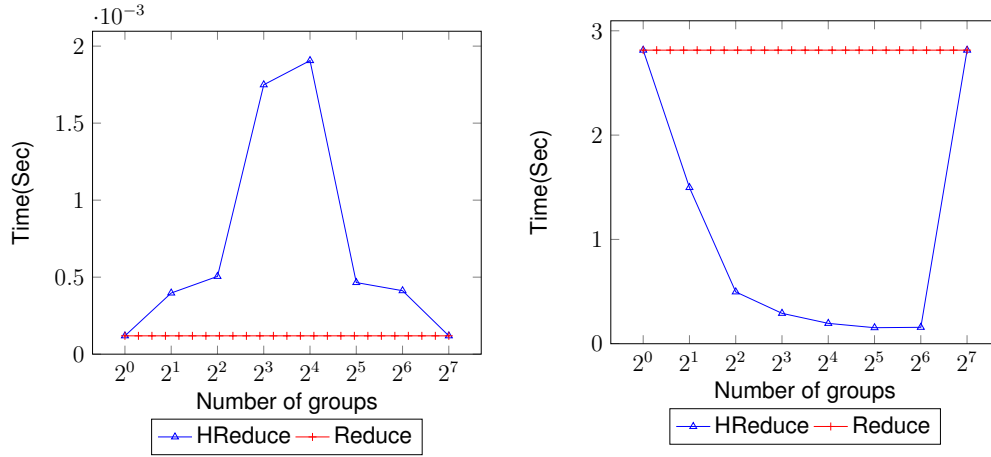 ·10⁻³
2
1.5
1
0.5
0
Time(Sec)
2⁰ 2¹ 2² 2³ 2⁴ 2⁵ 2⁶ 2⁷
Number of groups
HReduce Reduce
3
2
1
0
Time(Sec)
2⁰ 2¹ 2² 2³ 2⁴ 2⁵ 2⁶ 2⁷
Number of groups
HReduce Reduce